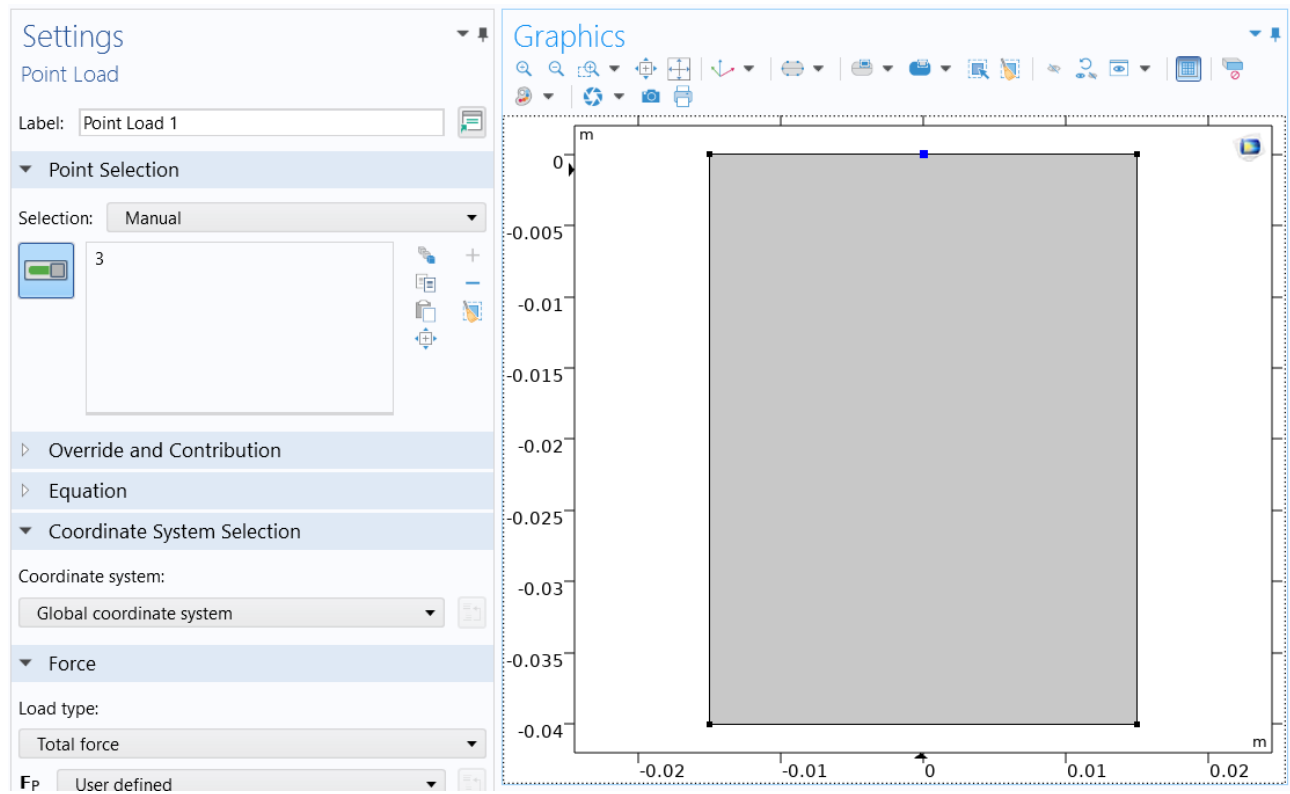 Settings
Point Load
Label: Point Load 1
Point Selection
Selection: Manual
3
Override and Contribution
Equation
Coordinate System Selection
Coordinate system:
Global coordinate system
Force
Load type:
Total force
FP User defined
Graphics
m
0
-0.005
-0.01
-0.015
-0.02
-0.025
-0.03
-0.035
-0.04
m
-0.02 -0.01 0 0.01 0.02